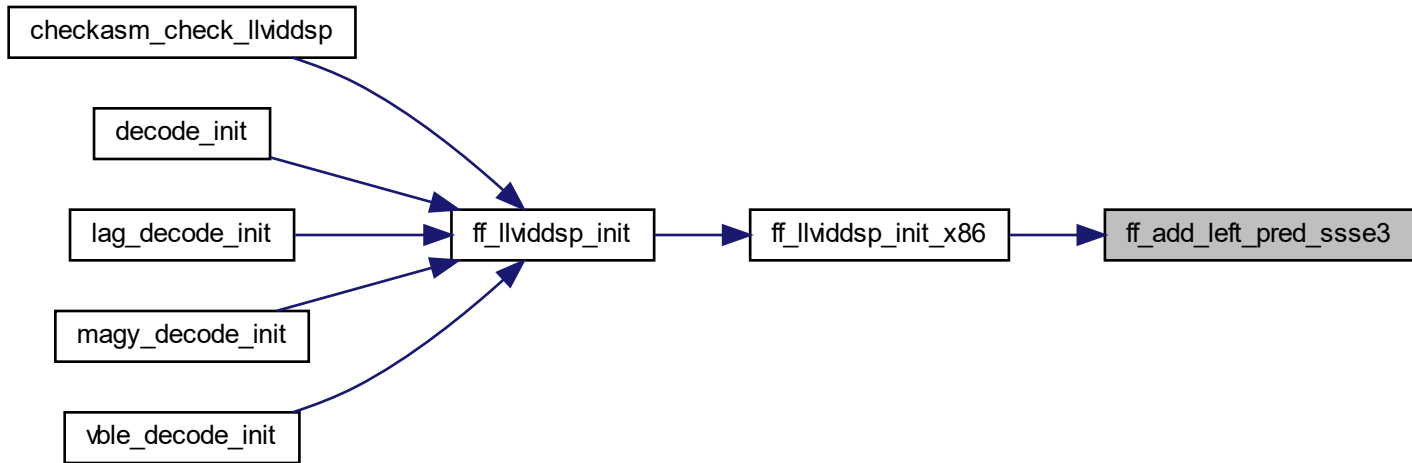 checkasm_check_llviddsp
decode_init
lag_decode_init
magy_decode_init
vble_decode_init
ff_llviddsp_init
ff_llviddsp_init_x86
ff_add_left_pred_ssse3